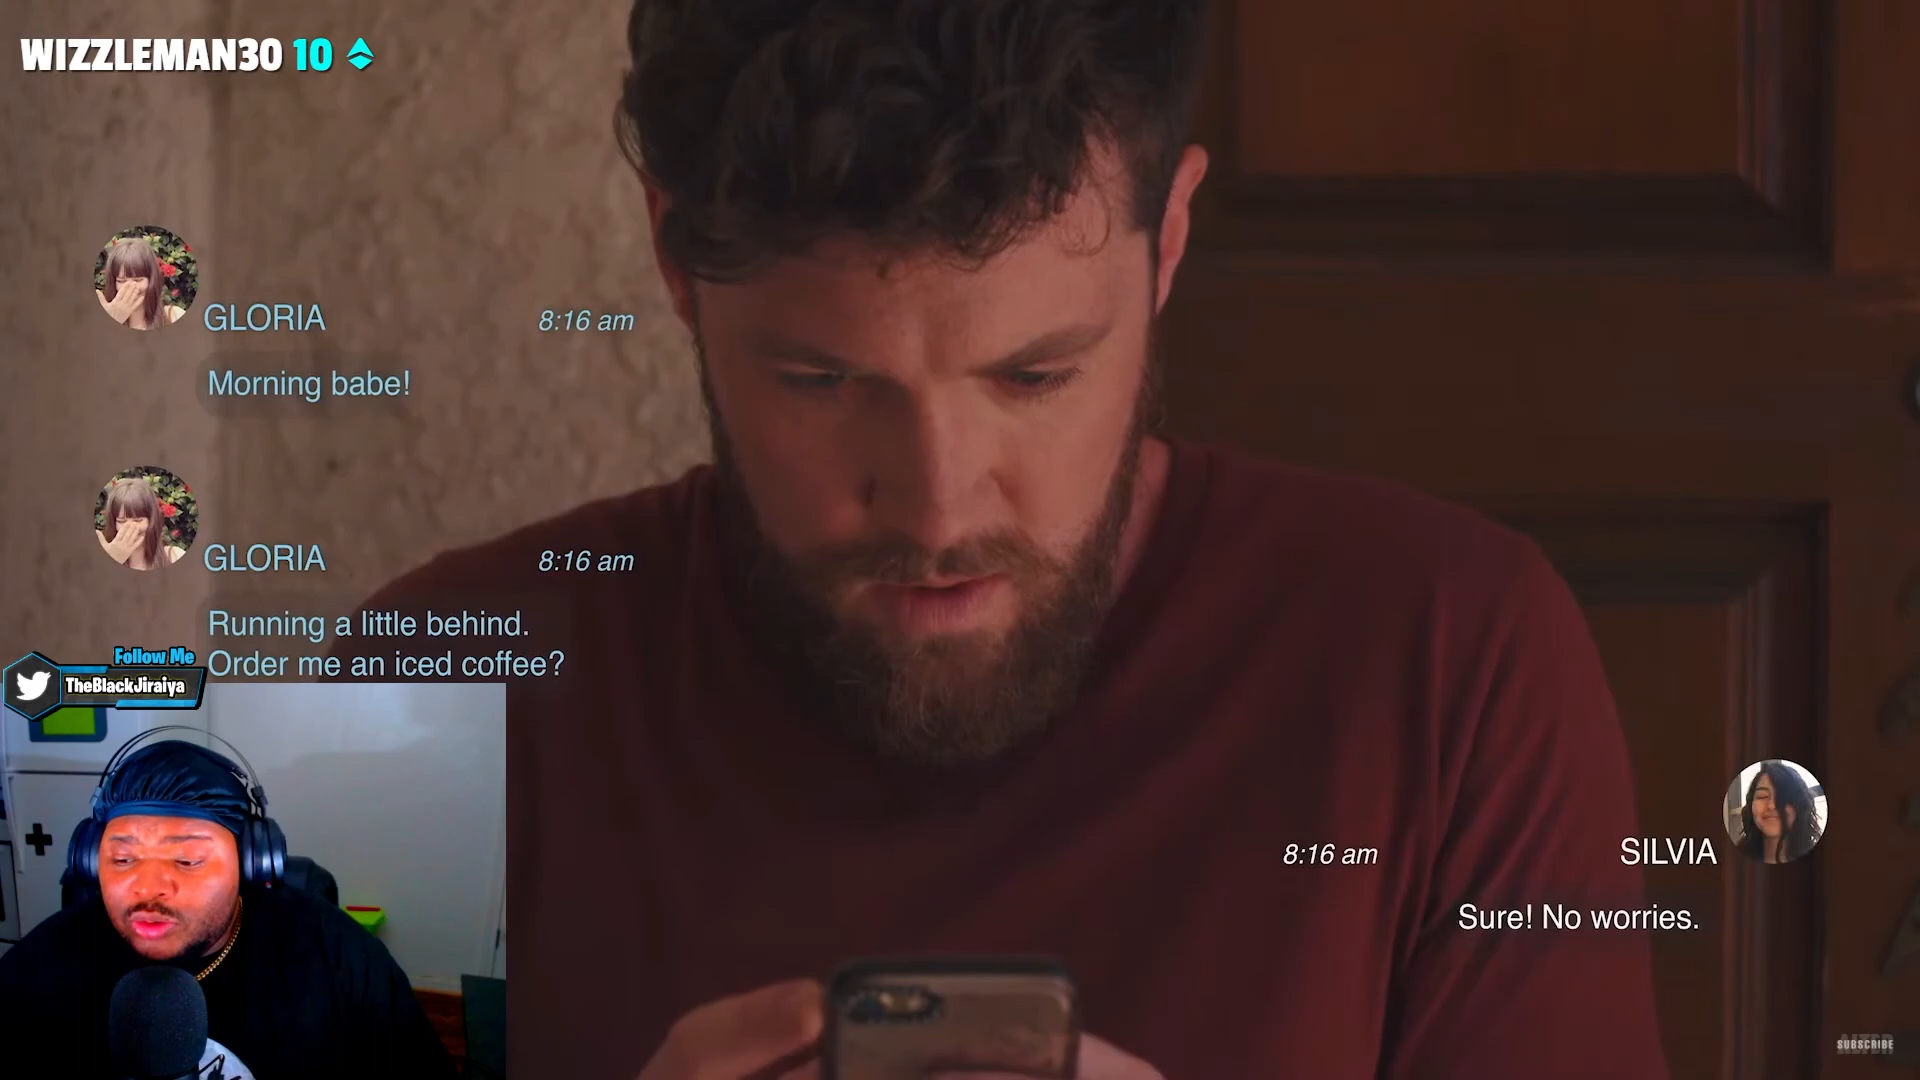 WIZZLEMAN30 10
GLORIA 8:16 am
Morning babe!
GLORIA 8:16 am
Running a little behind.
Order me an iced coffee?
Follow Me
TheBlackJiraiya
8:16 am SILVIA
Sure! No worries.
ALTER
SUBSCRIBE